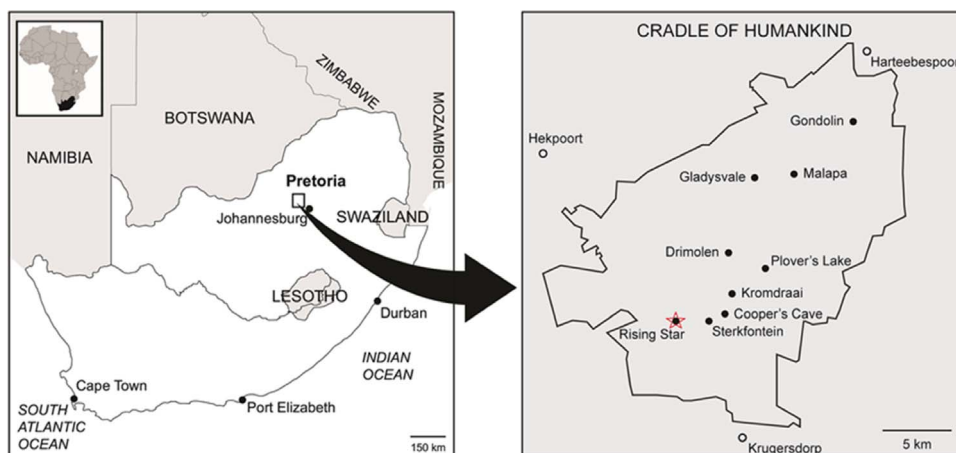 ZIMBABWE
BOTSWANA
MOZAMBIQUE
NAMIBIA
Pretoria
Johannesburg
SWAZILAND
LESOTHO
Durban
INDIAN
OCEAN
Cape Town
Port Elizabeth
SOUTH
ATLANTIC
OCEAN
150 km
CRADLE OF HUMANKIND
Harteebespoor
Gondolin
Hekpoort
Gladysvale
Malapa
Drimolen
Plover's Lake
Kromdraai
Cooper's Cave
Rising Star
Sterkfontein
Krugersdorp
5 km